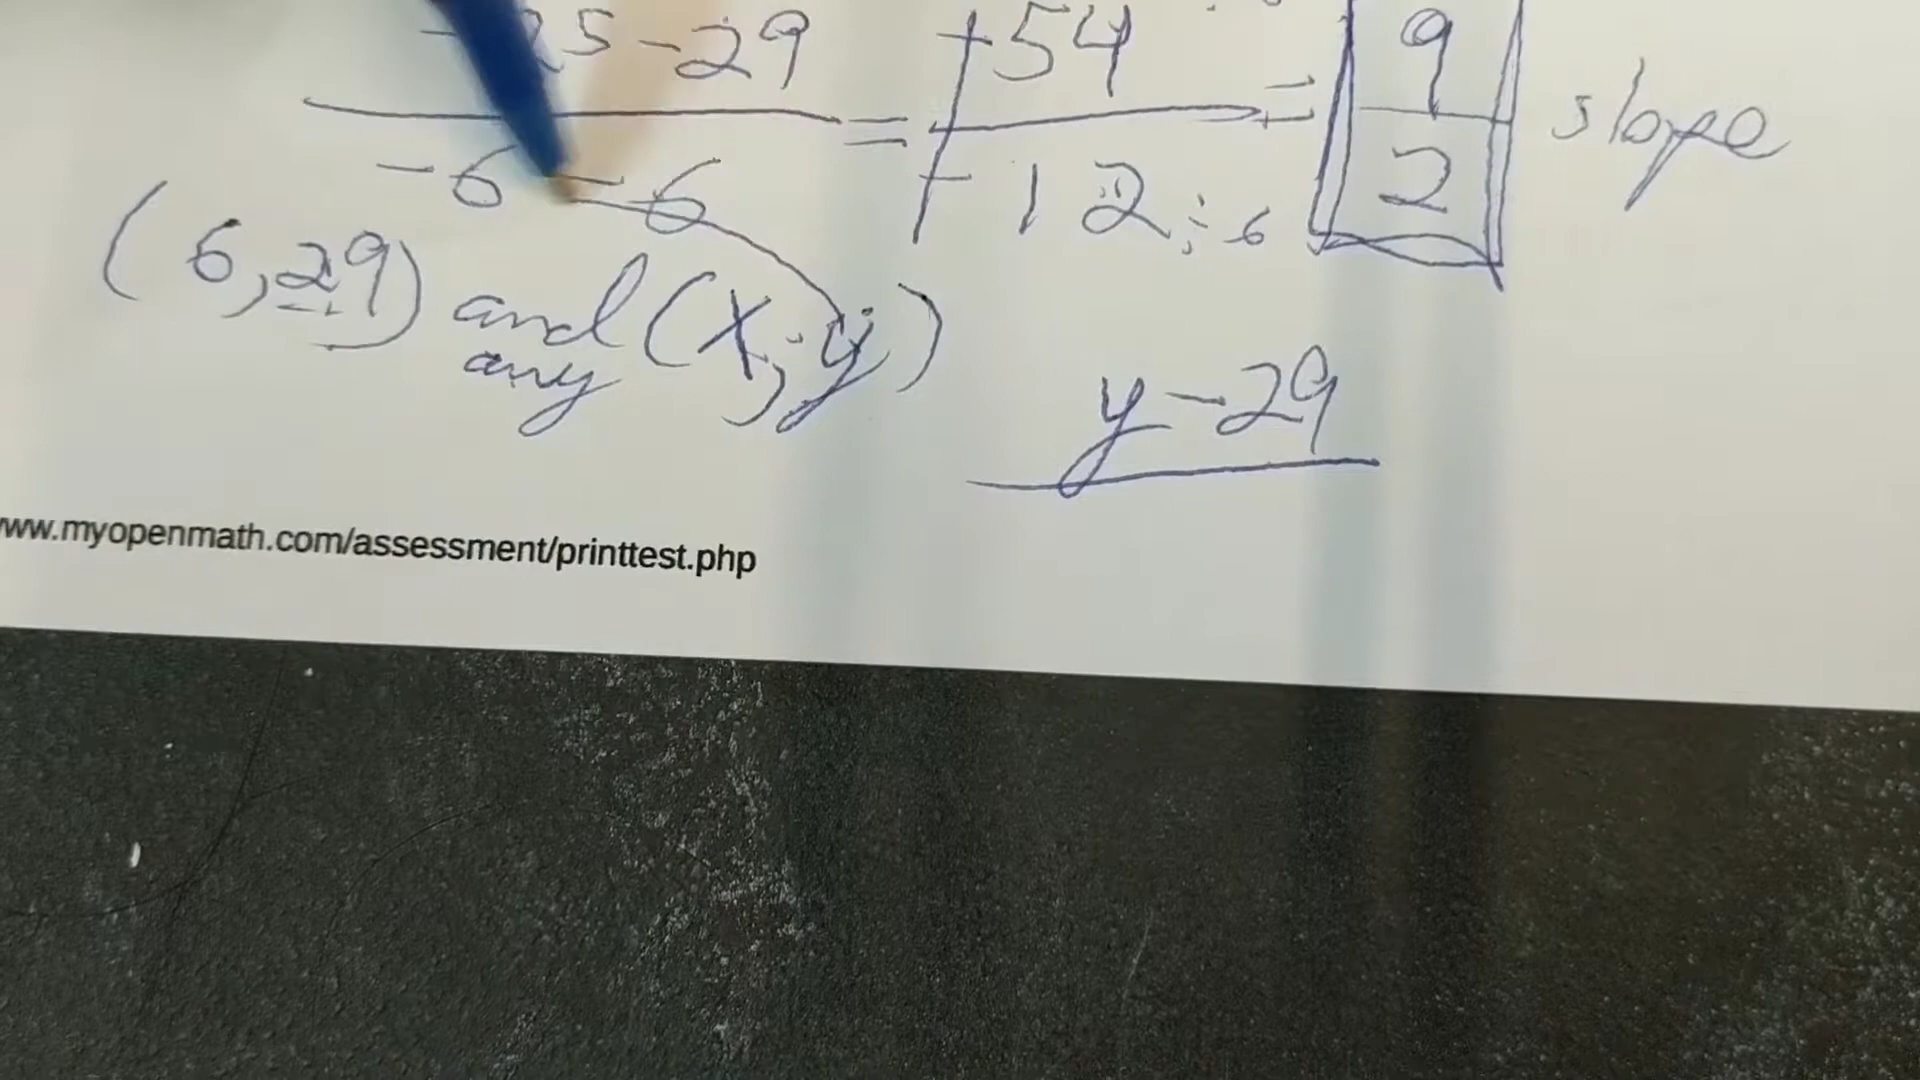 -25-29 = +54 = 9 slope
-6-6 -12÷6 2
(6,29) and (x,y)
any
y-29
ww.myopenmath.com/assessment/printtest.php